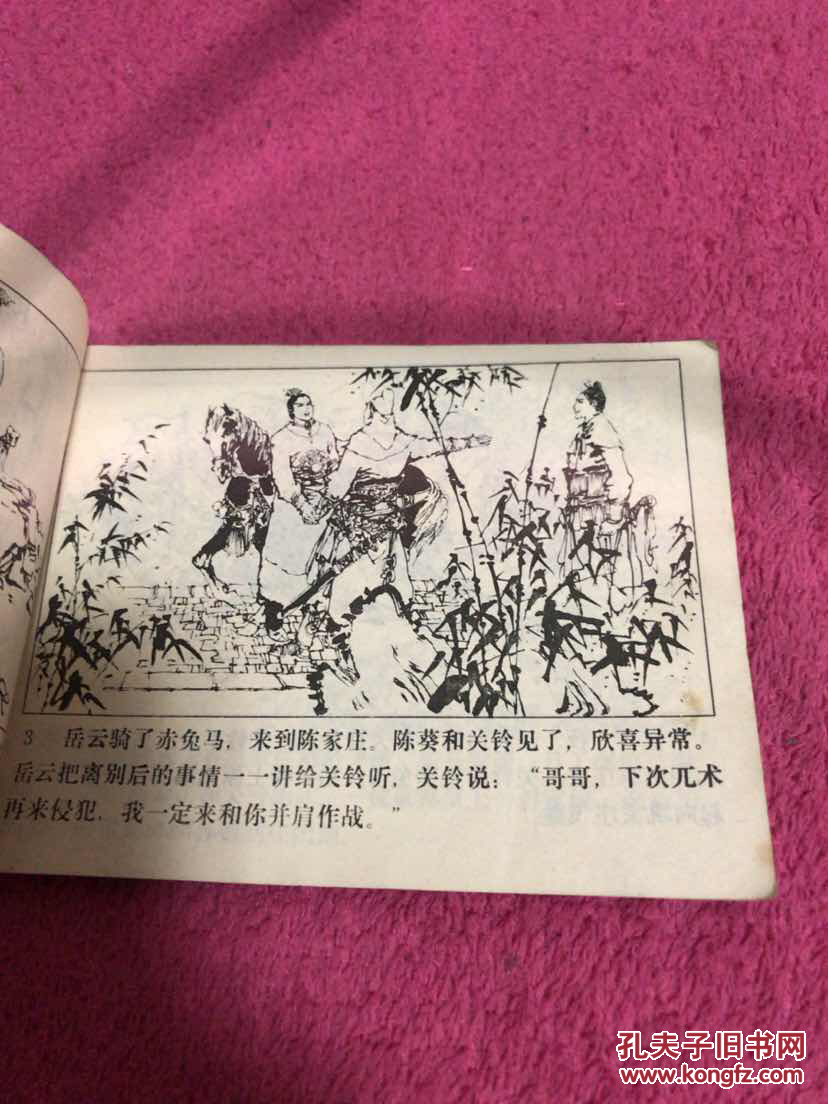 3 岳云骑了赤兔马，来到陈家庄。陈葵和关铃见了，欣喜异常。
岳云把离别后的事情一一讲给关铃听，关铃说：“哥哥，下次兀术
再来侵犯，我一定来和你并肩作战。”
孔夫子旧书网
www.kongfz.com